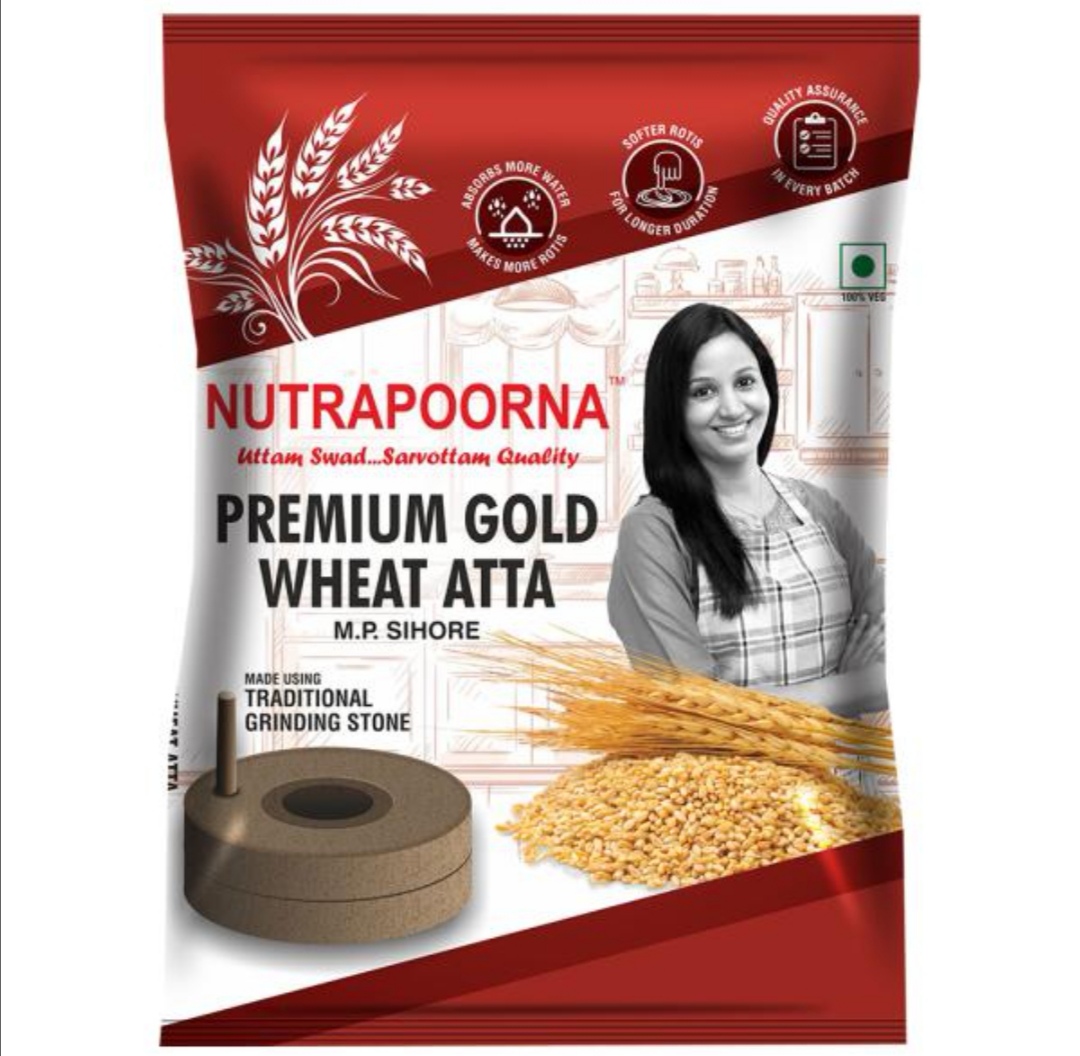 ABSORBS MORE WATER
MAKES MORE ROTIS
SOFTER ROTIS
FOR LONGER DURATION
QUALITY ASSURANCE
IN EVERY BATCH
100% VEG
NUTRAPOORNA™
Uttam Swad...Sarvottam Quality
PREMIUM GOLD
WHEAT ATTA
M.P. SIHORE
MADE USING
TRADITIONAL
GRINDING STONE